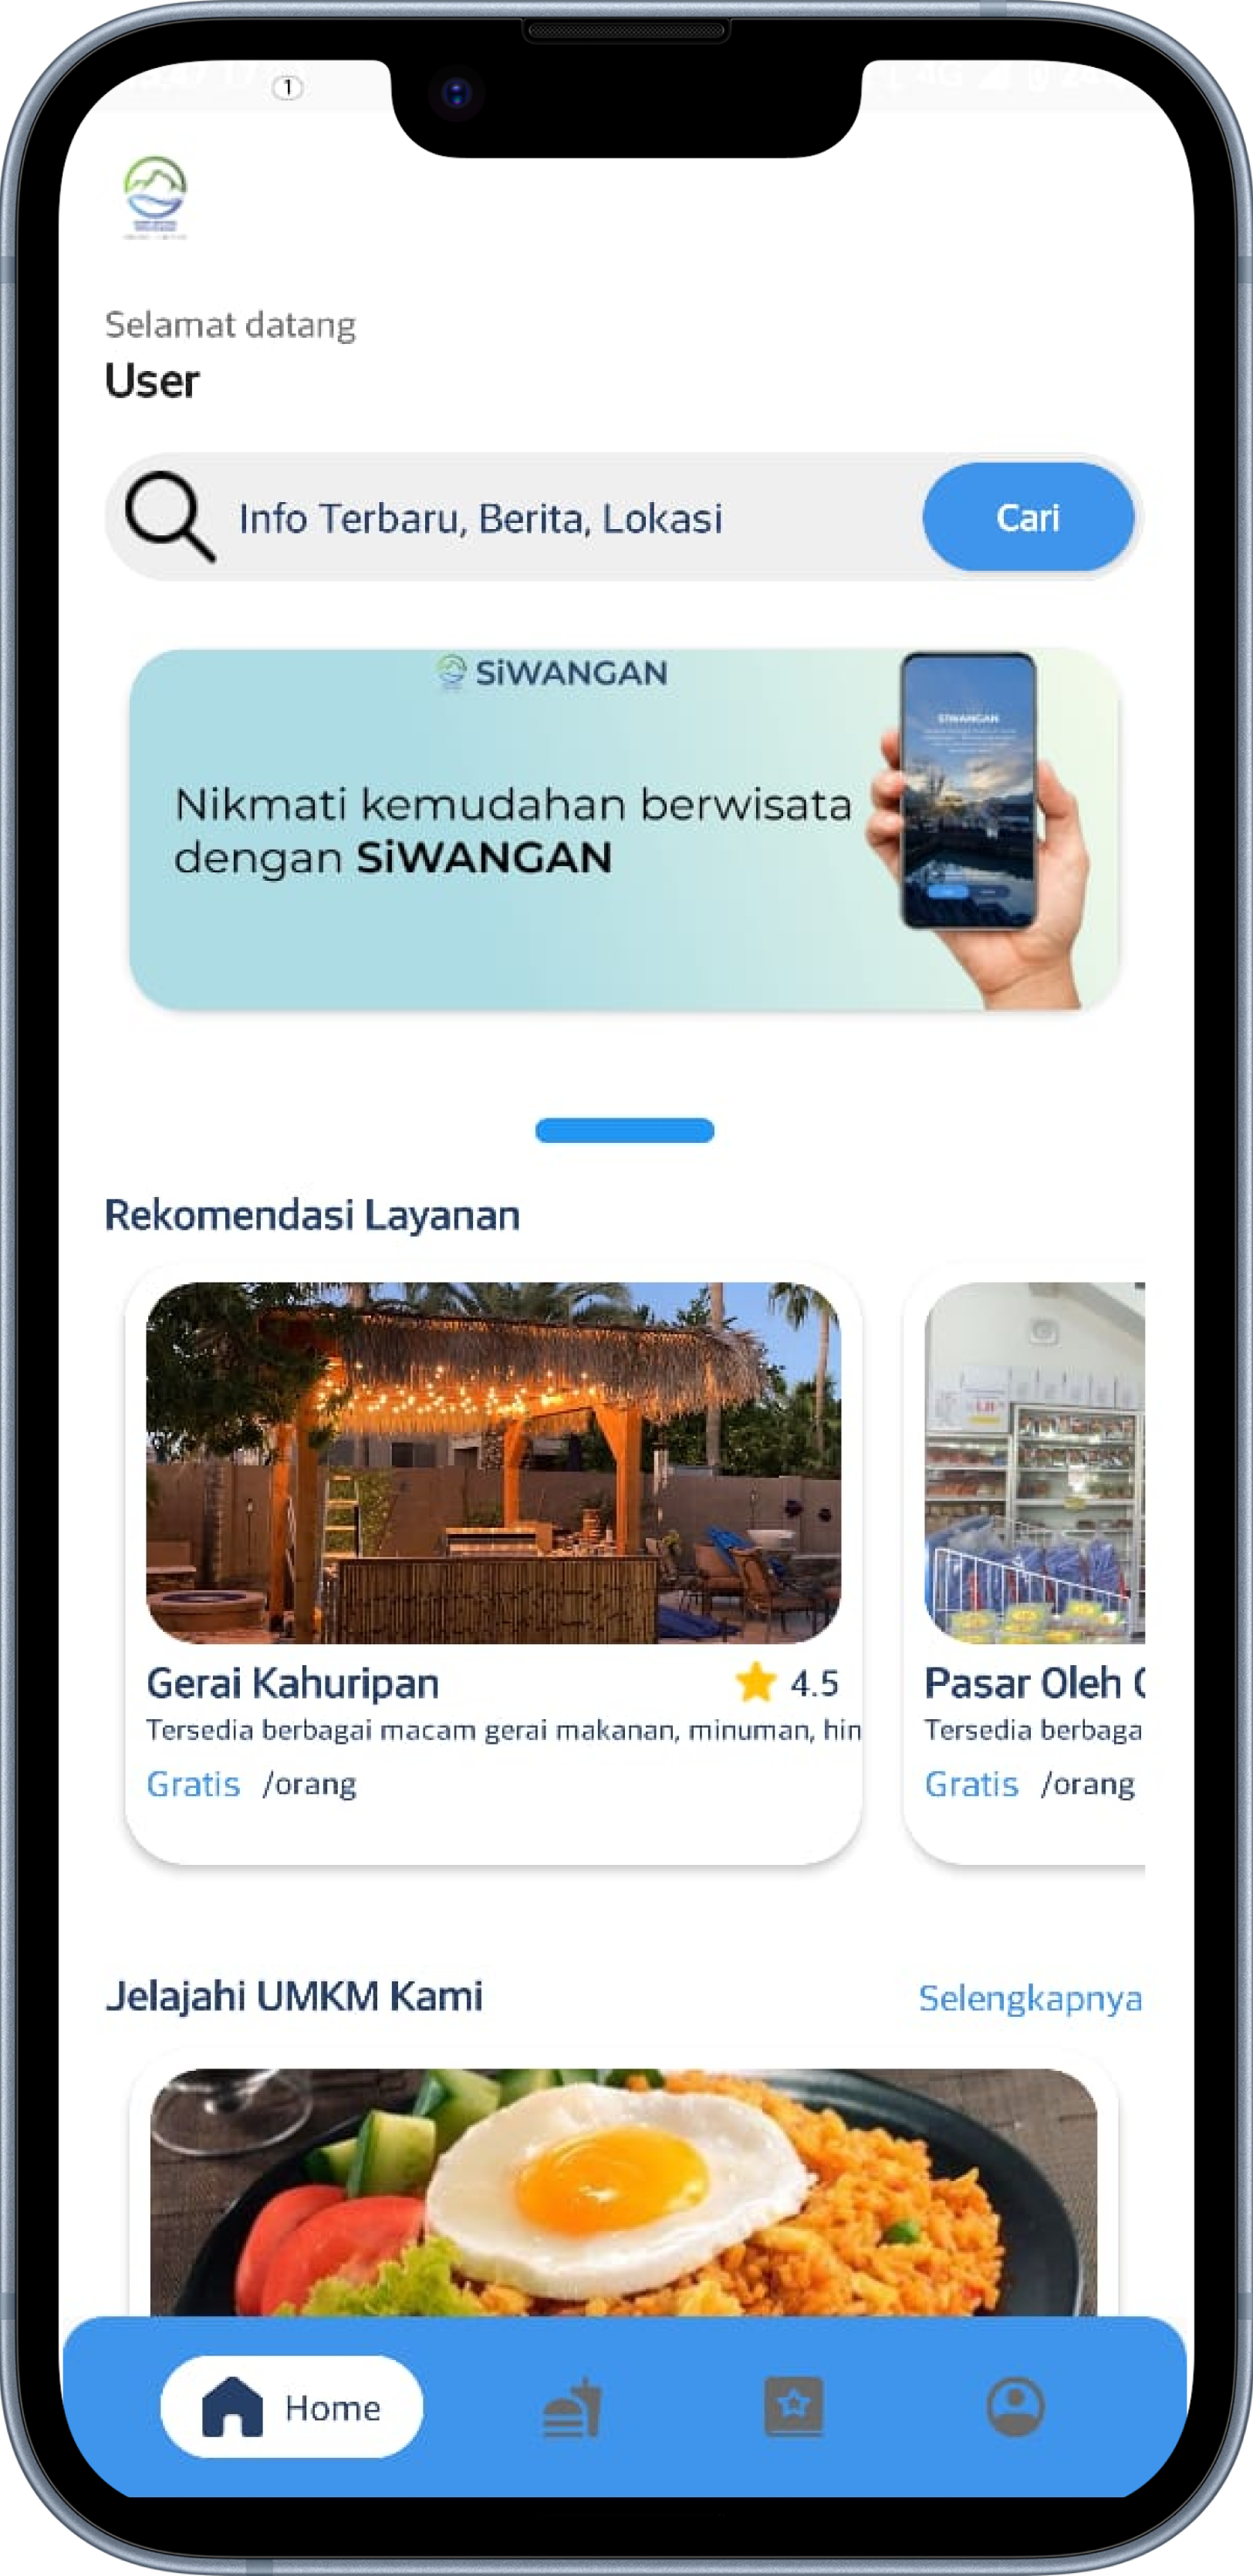 1
Selamat datang
User
Info Terbaru, Berita, Lokasi
Cari
SiWANGAN
SIWANGAN
Nikmati kemudahan berwisata
dengan SiWANGAN
Rekomendasi Layanan
Gerai Kahuripan
4.5
Tersedia berbagai macam gerai makanan, minuman, hin
Gratis /orang
Pasar Oleh
Tersedia berbaga
Gratis /orang
Jelajahi UMKM Kami
Selengkapnya
Home